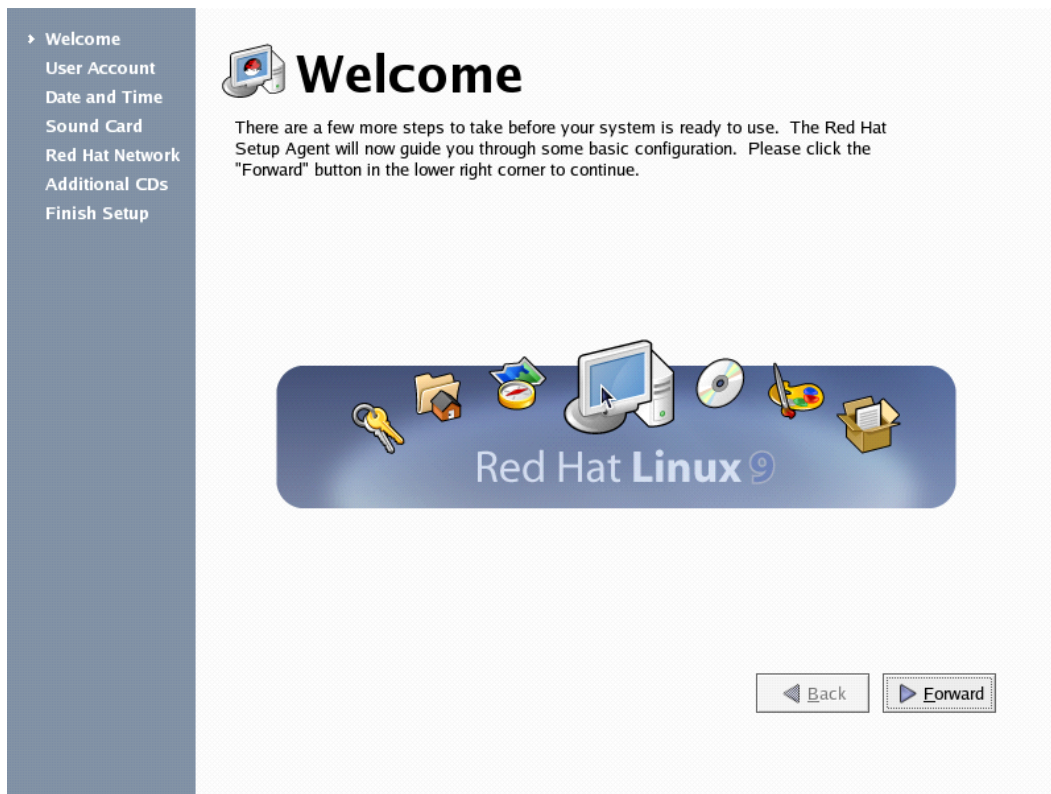 Welcome
User Account
Date and Time
Sound Card
Red Hat Network
Additional CDs
Finish Setup
Welcome
There are a few more steps to take before your system is ready to use.  The Red Hat
Setup Agent will now guide you through some basic configuration.  Please click the
"Forward" button in the lower right corner to continue.
Red Hat Linux 9
Back
Forward